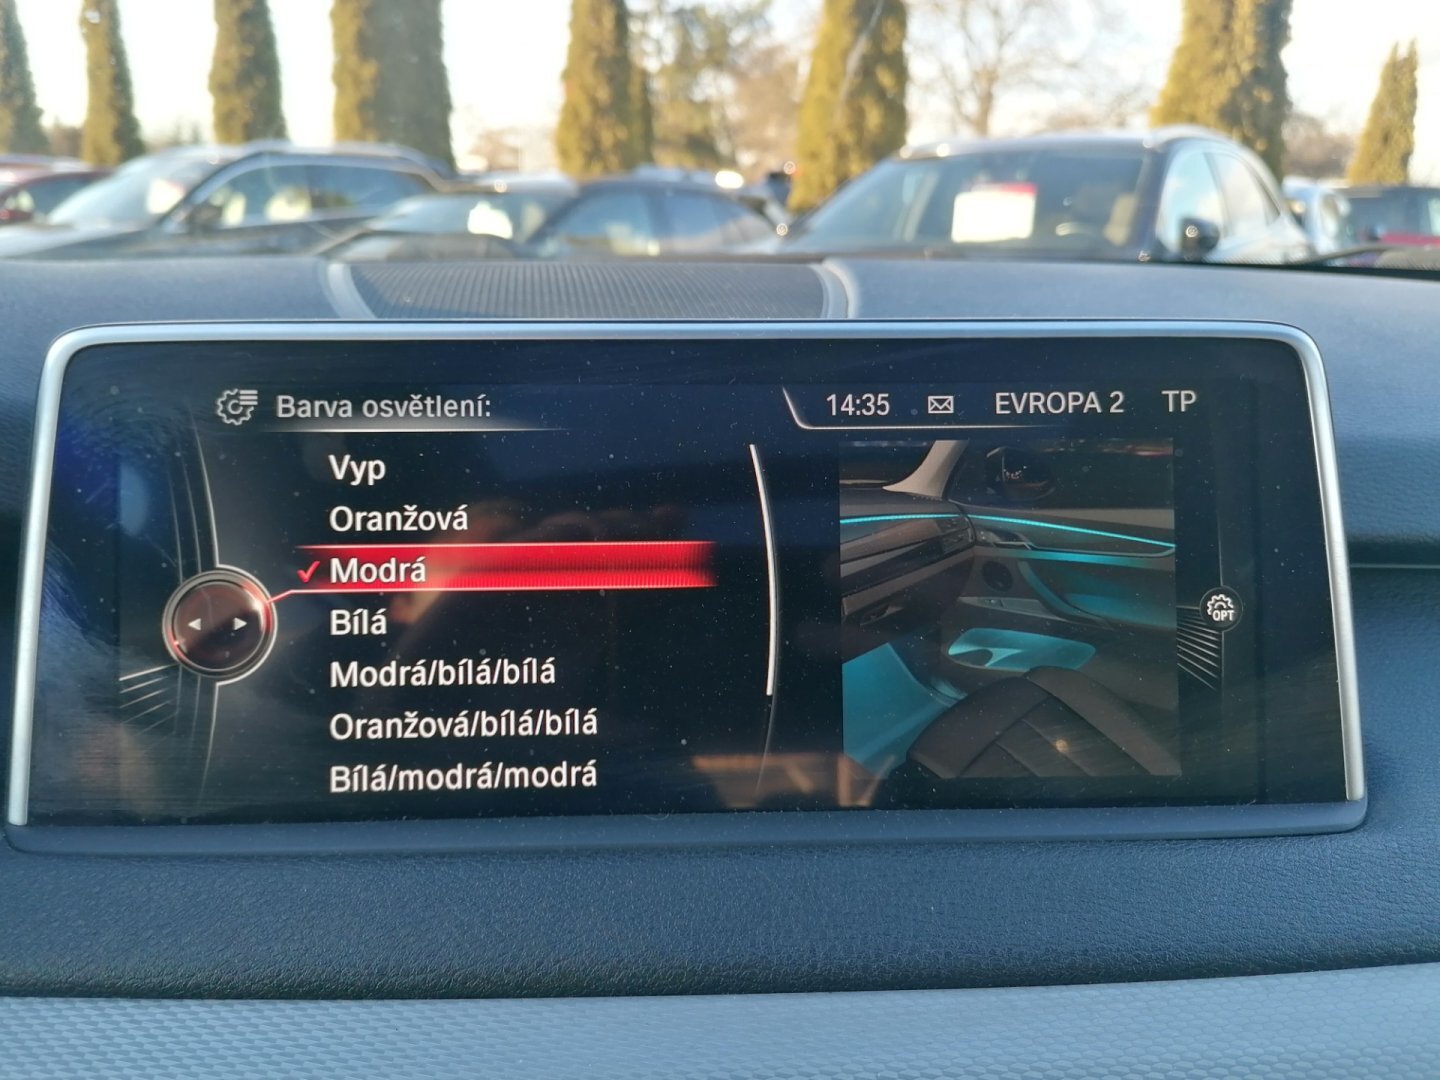 Barva osvětlení:
14:35 EVROPA 2 TP
Vyp
Oranžová
Modrá
Bílá
Modrá/bílá/bílá
Oranžová/bílá/bílá
Bílá/modrá/modrá
OPT